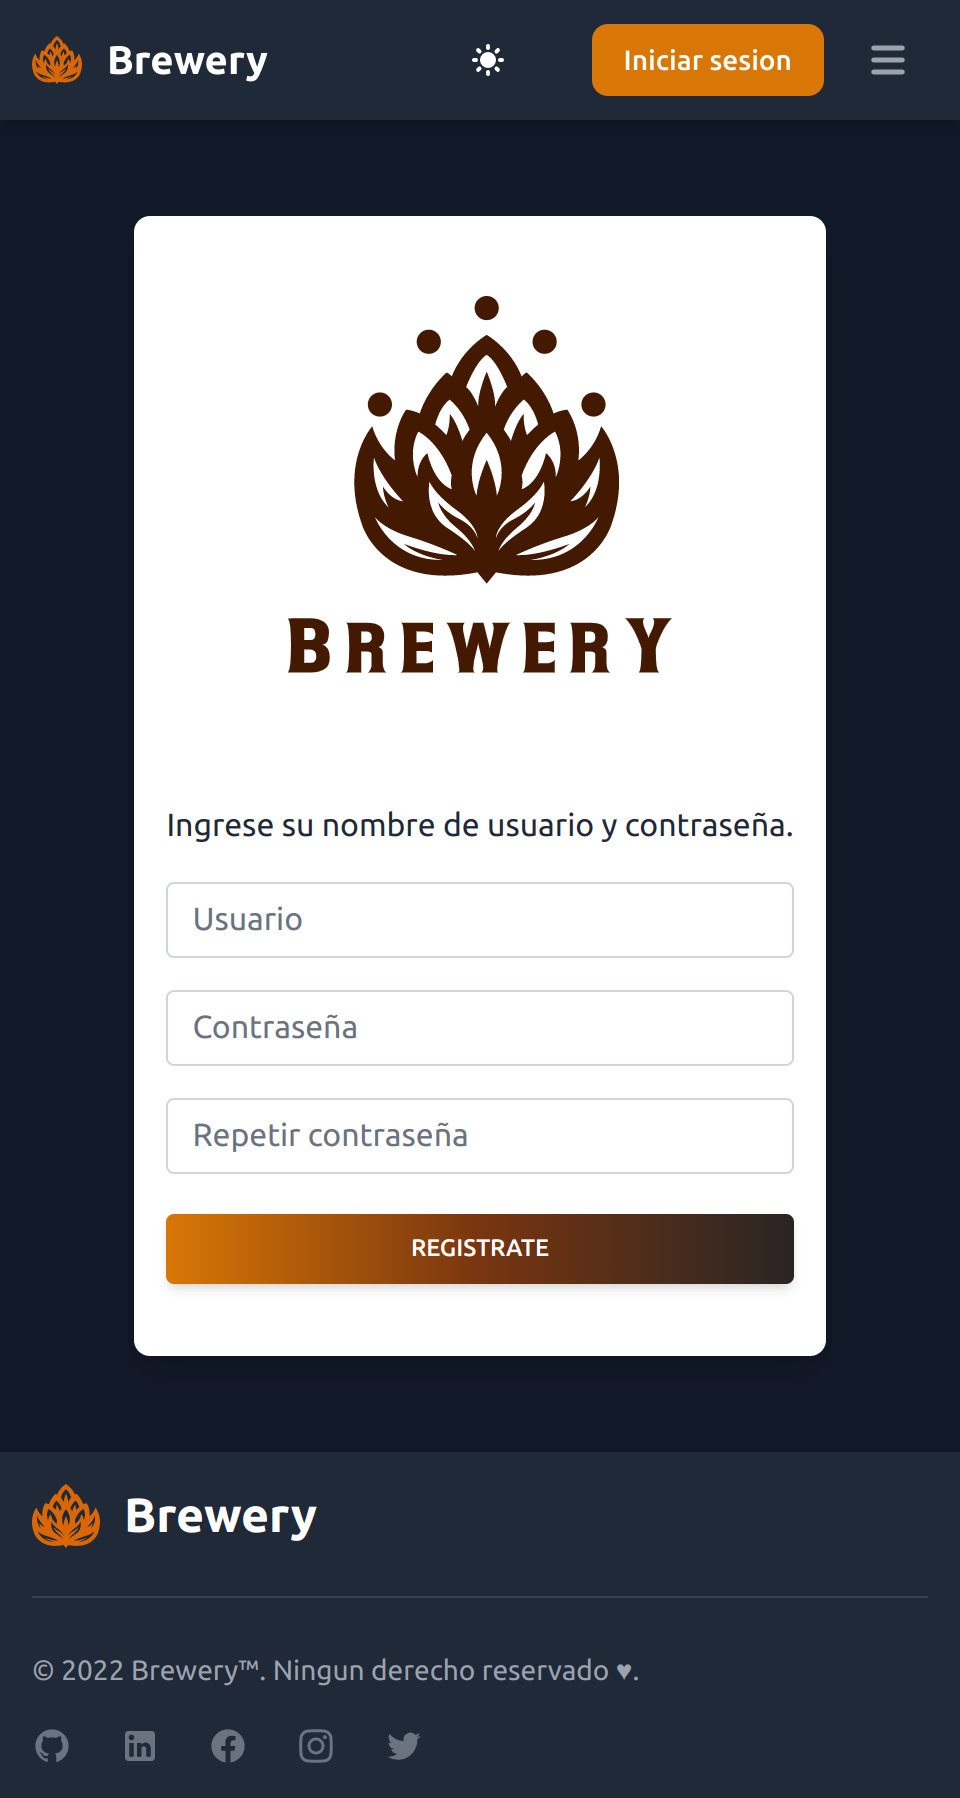 Brewery
Iniciar sesion
BREWERY
Ingrese su nombre de usuario y contraseña.
Usuario
Contraseña
Repetir contraseña
REGISTRATE
Brewery
© 2022 Brewery™. Ningun derecho reservado ♥.